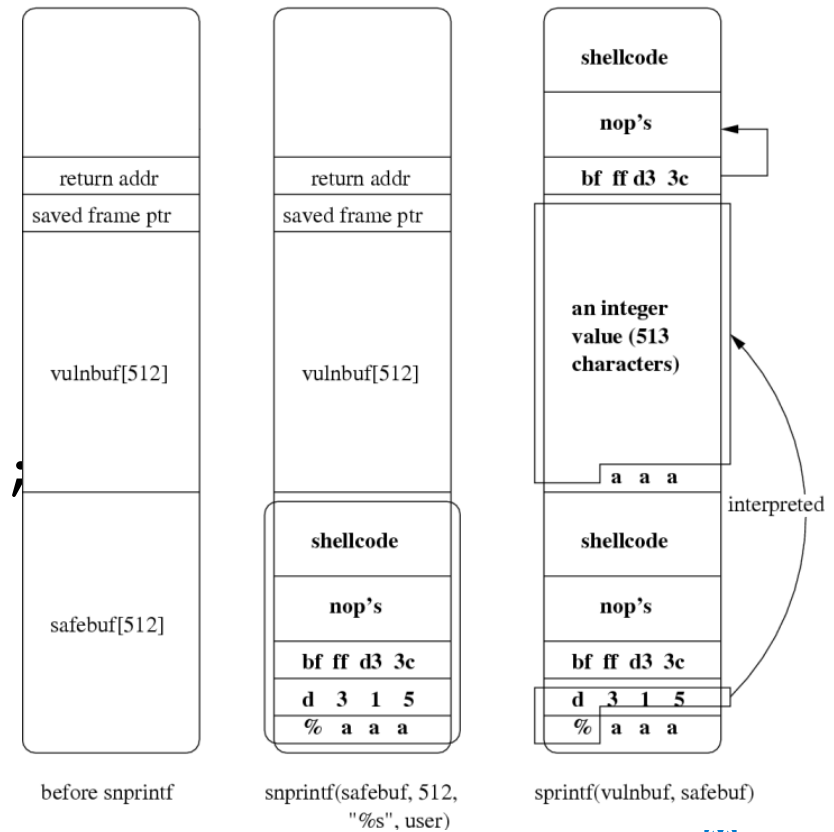 return addr
saved frame ptr
vulnbuf[512]
safebuf[512]
before snprintf
;
return addr
saved frame ptr
vulnbuf[512]
shellcode
nop's
bf ff d3 3c
d 3 1 5
% a a a
snprintf(safebuf, 512,
"%s", user)
shellcode
nop's
bf ff d3 3c
an integer
value (513
characters)
a a a
interpreted
shellcode
nop's
bf ff d3 3c
d 3 1 5
% a a a
sprintf(vulnbuf, safebuf)